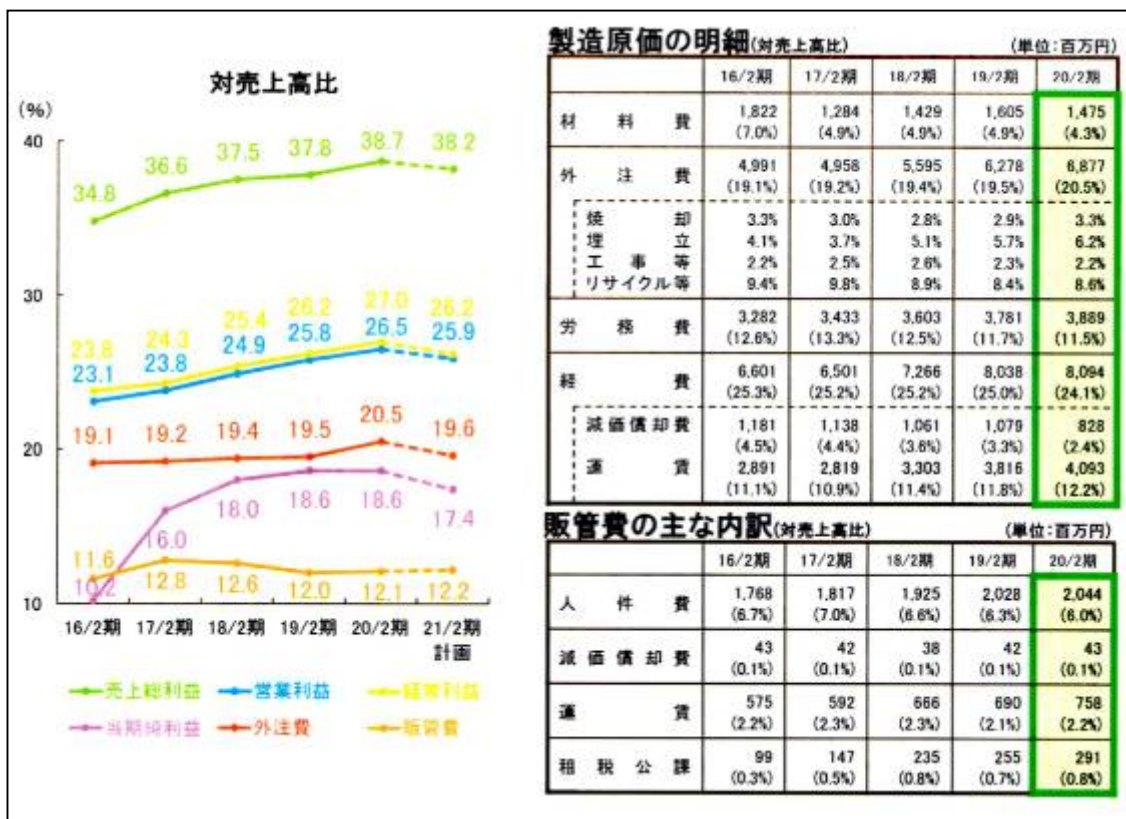 対売上高比
(%)
40
30
20
10
34.8 36.6 37.5 37.8 38.7 38.2
23.8 24.3 25.4 26.2 27.0 26.2
23.1 23.8 24.9 25.8 26.5 25.9
19.1 19.2 19.4 19.5 20.5 19.6
10.2 16.0 18.0 18.6 18.6 17.4
11.6 12.8 12.6 12.0 12.1 12.2
16/2期 17/2期 18/2期 19/2期 20/2期 21/2期
計画
売上総利益 営業利益 経常利益
当期純利益 外注費 販管費
製造原価の明細(対売上高比) (単位:百万円)
16/2期 17/2期 18/2期 19/2期 20/2期
材料費 1,822 1,284 1,429 1,605 1,475
(7.0%) (4.9%) (4.9%) (4.9%) (4.3%)
外注費 4,991 4,958 5,595 6,278 6,877
(19.1%) (19.2%) (19.4%) (19.5%) (20.5%)
焼却 3.3% 3.0% 2.8% 2.9% 3.3%
埋立 4.1% 3.7% 5.1% 5.7% 6.2%
工事等 2.2% 2.5% 2.6% 2.3% 2.2%
リサイクル等 9.4% 9.8% 8.9% 8.4% 8.6%
労務費 3,282 3,433 3,603 3,781 3,889
(12.6%) (13.3%) (12.5%) (11.7%) (11.5%)
経費 6,601 6,501 7,266 8,038 8,094
(25.3%) (25.2%) (25.2%) (25.0%) (24.1%)
減価償却費 1,181 1,138 1,061 1,079 828
(4.5%) (4.4%) (3.6%) (3.3%) (2.4%)
運賃 2,891 2,819 3,303 3,816 4,093
(11.1%) (10.9%) (11.4%) (11.8%) (12.2%)
販管費の主な内訳(対売上高比) (単位:百万円)
16/2期 17/2期 18/2期 19/2期 20/2期
人件費 1,768 1,817 1,925 2,028 2,044
(6.7%) (7.0%) (6.6%) (6.3%) (6.0%)
減価償却費 43 42 38 42 43
(0.1%) (0.1%) (0.1%) (0.1%) (0.1%)
運賃 575 592 666 690 758
(2.2%) (2.3%) (2.3%) (2.1%) (2.2%)
租税公課 99 147 235 255 291
(0.3%) (0.5%) (0.8%) (0.7%) (0.8%)